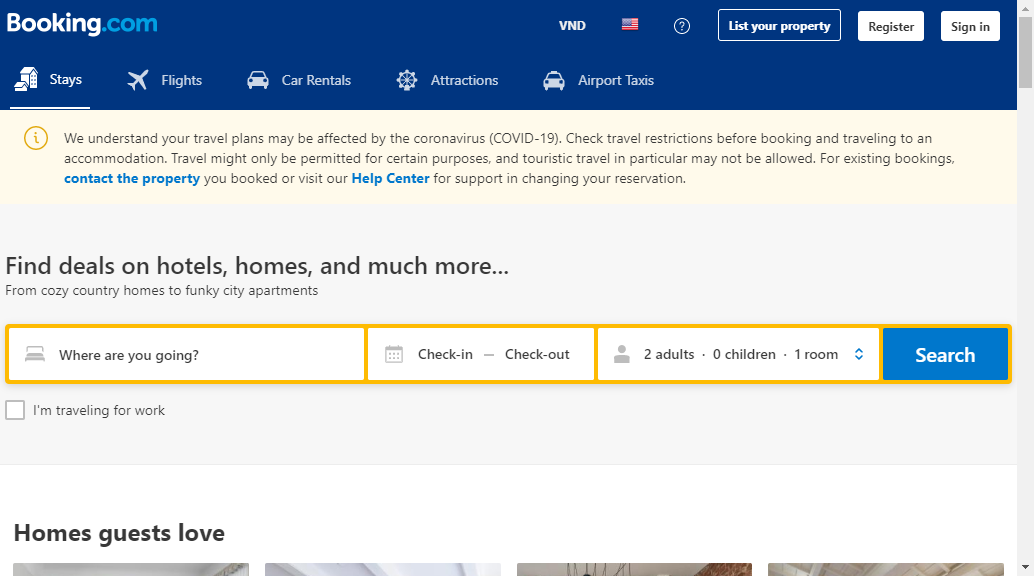 Booking.com
VND
List your property
Register
Sign in
Stays
Flights
Car Rentals
Attractions
Airport Taxis
We understand your travel plans may be affected by the coronavirus (COVID-19). Check travel restrictions before booking and traveling to an
accommodation. Travel might only be permitted for certain purposes, and touristic travel in particular may not be allowed. For existing bookings,
contact the property you booked or visit our Help Center for support in changing your reservation.
Find deals on hotels, homes, and much more...
From cozy country homes to funky city apartments
Where are you going?
Check-in — Check-out
2 adults · 0 children · 1 room
Search
I'm traveling for work
Homes guests love